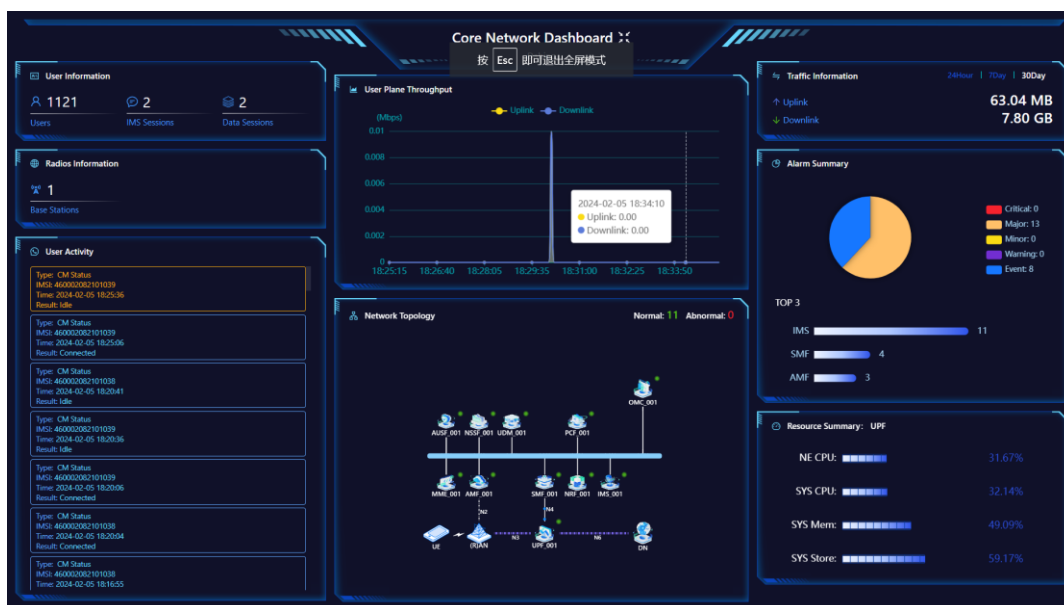 Core Network Dashboard
按 Esc 即可退出全屏模式
User Information
1121
Users
2
IMS Sessions
2
Data Sessions
Radios Information
1
Base Stations
User Activity
Type: CM Status
IMSI: 460002082101039
Time: 2024-02-05 18:25:36
Result: Idle
Type: CM Status
IMSI: 460002082101039
Time: 2024-02-05 18:25:06
Result: Connected
Type: CM Status
IMSI: 460002082101038
Time: 2024-02-05 18:20:41
Result: Idle
Type: CM Status
IMSI: 460002082101039
Time: 2024-02-05 18:20:36
Result: Idle
Type: CM Status
IMSI: 460002082101039
Time: 2024-02-05 18:20:06
Result: Connected
Type: CM Status
IMSI: 460002082101038
Time: 2024-02-05 18:20:04
Result: Connected
Type: CM Status
IMSI: 460002082101038
Time: 2024-02-05 18:16:55
User Plane Throughput
Uplink Downlink
(Mbps)
0.01
0.008
0.006
0.004
0.002
0
18:25:15 18:26:40 18:28:05 18:29:35 18:31:00 18:32:25 18:33:50
2024-02-05 18:34:10
Uplink: 0.00
Downlink: 0.00
Network Topology
Normal: 11 Abnormal: 0
OMC_001
AUSF_001 NSSF_001 UDM_001 PCF_001
MME_001 AMF_001 SMF_001 NRF_001 IMS_001
N2 N4
N3 N6
UE (R)AN UPF_001 DN
Traffic Information
24Hour | 7Day | 30Day
Uplink 63.04 MB
Downlink 7.80 GB
Alarm Summary
Critical: 0
Major: 13
Minor: 0
Warning: 0
Event: 8
TOP 3
IMS 11
SMF 4
AMF 3
Resource Summary: UPF
NE CPU: 31.67%
SYS CPU: 32.14%
SYS Mem: 49.09%
SYS Store: 59.17%